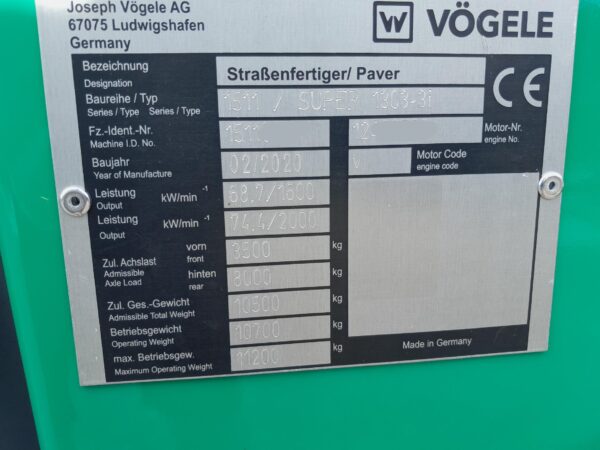 Joseph Vögele AG
67075 Ludwigshafen
Germany
W VÖGELE
Bezeichnung
Designation
Straßenfertiger/ Paver
CE
Baureihe / Typ
Series / Type Series / Type
1511 / SUPER 1303-3i
Fz.-Ident.-Nr.
Machine I.D. No.
1511
12
Motor-Nr.
engine No.
Baujahr
Year of Manufacture
02/2020
V
Motor Code
engine code
Leistung
Output
kW/min -1
68.7/1600
Leistung
Output
kW/min -1
74.4/2000
Zul. Achslast
Admissible
Axle Load
vorn
front
3500
kg
hinten
rear
8000
Zul. Ges.-Gewicht
Admissible Total Weight
kg
Betriebsgewicht
Operating Weight
10700
kg
max. Betriebsgew.
Maximum Operating Weight
11200
Made in Germany